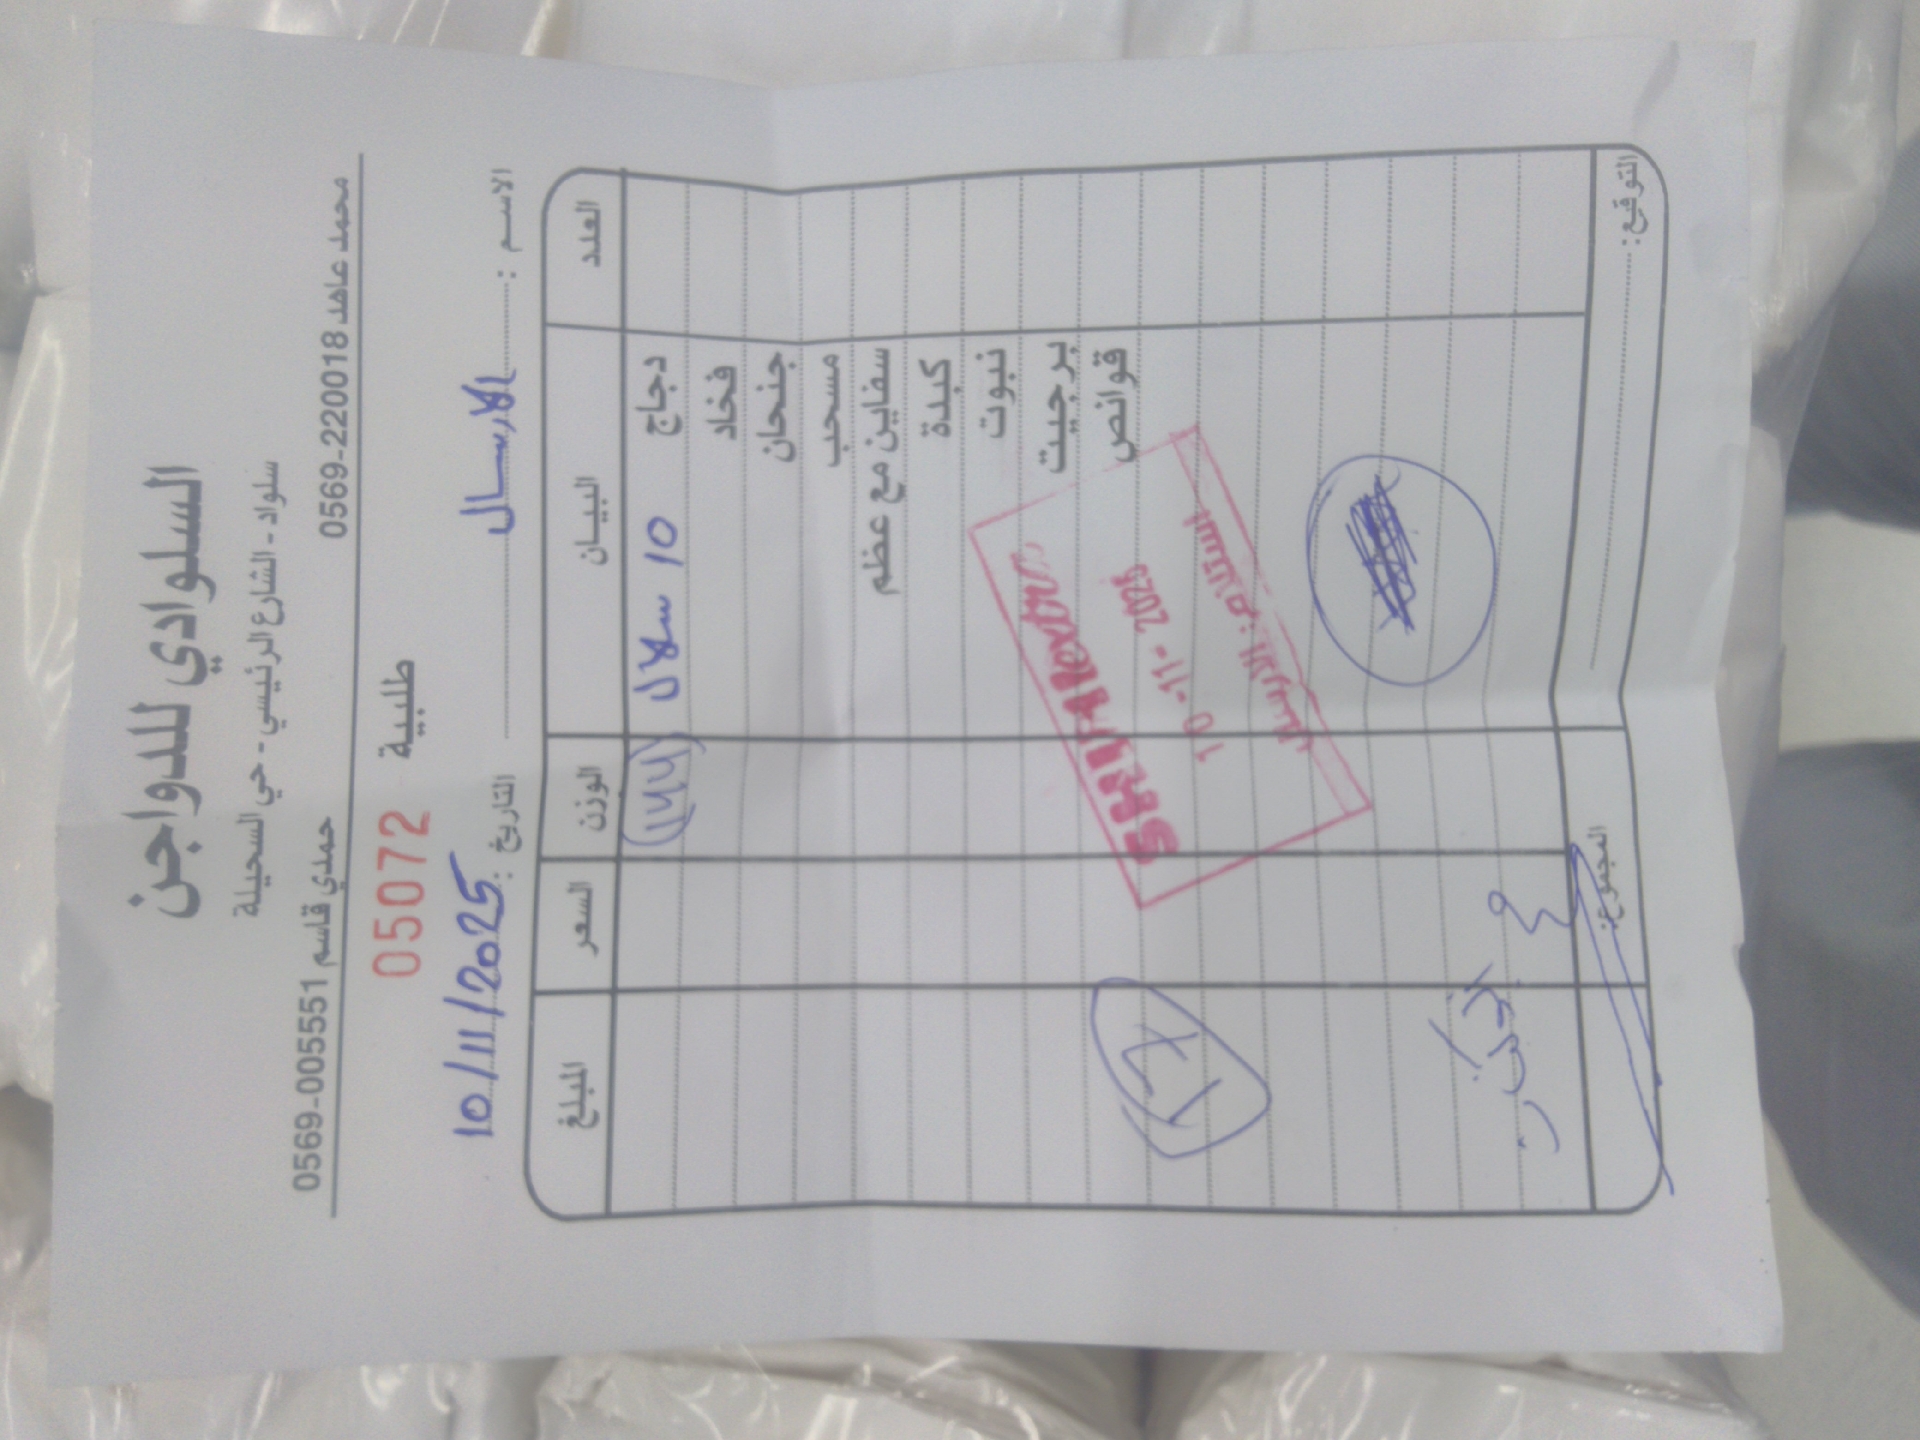 السلوادي للدواجن
سلواد - الشارع الرئيسي - حي السحيلة
محمد عاهد 0569-220018 حمدي قاسم 0569-005551
طلبية 05072
الاسم : الارسال التاريخ : 10/11/2025
العدد البيان الوزن السعر المبلغ
دجاج 10 سلال
فخاد
جنحان
مسحب
سفاين مع عظم
كبدة
نبوت
برجيت
قوانص
10 -11- 2025
استلام: الارسال
المجموع:
التوقيع: